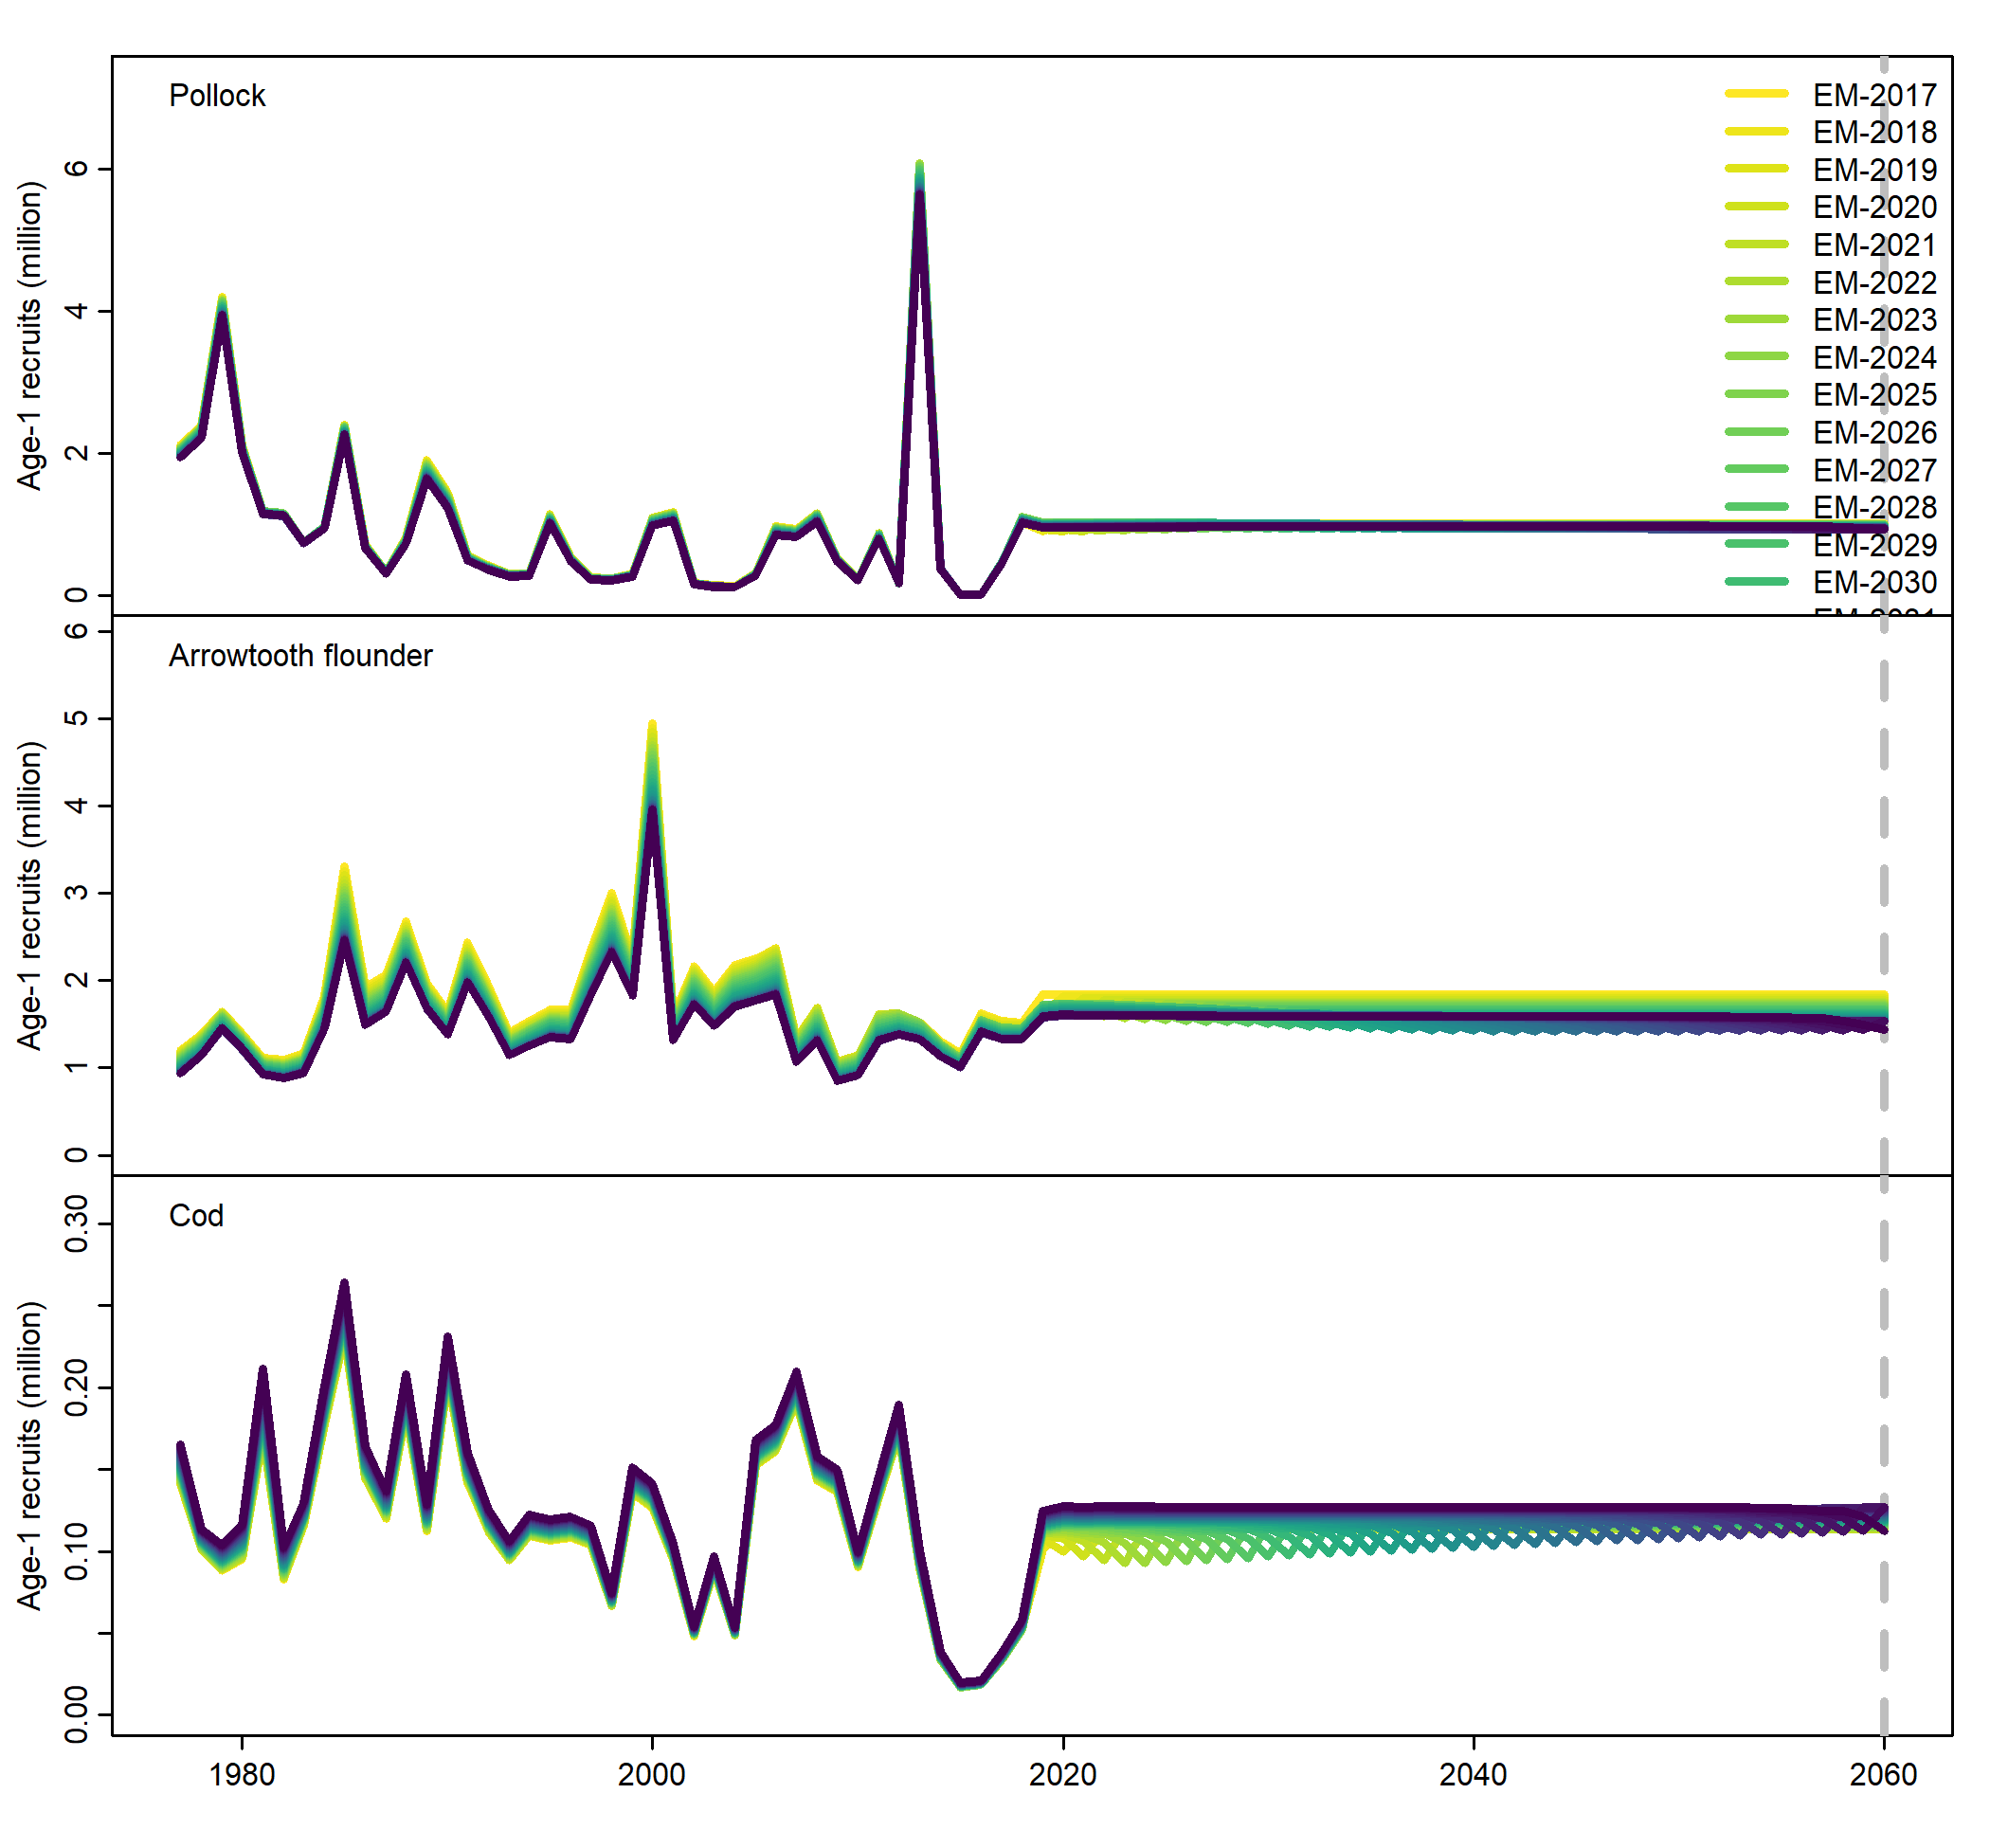 Pollock
Age-1 recruits (million)
6
4
2
0
EM-2017
EM-2018
EM-2019
EM-2020
EM-2021
EM-2022
EM-2023
EM-2024
EM-2025
EM-2026
EM-2027
EM-2028
EM-2029
EM-2030
Arrowtooth flounder
Age-1 recruits (million)
6
5
4
3
2
1
0
Cod
Age-1 recruits (million)
0.30
0.20
0.10
0.00
1980
2000
2020
2040
2060